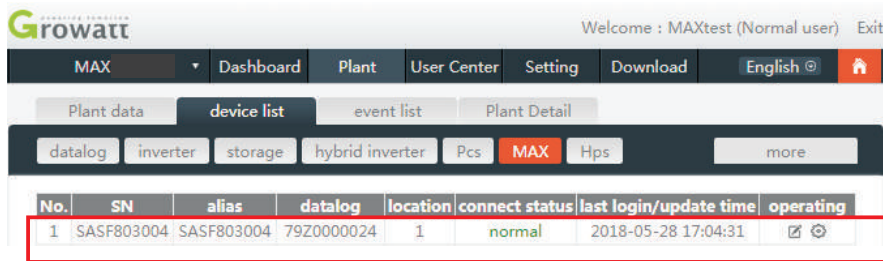 powering tomorrow
Growatt
Welcome : MAXtest (Normal user) Exit
MAX Dashboard Plant User Center Setting Download English
Plant data device list event list Plant Detail
datalog inverter storage hybrid inverter Pcs MAX Hps more
No. SN alias datalog location connect status last login/update time operating
1 SASF803004 SASF803004 79Z0000024 1 normal 2018-05-28 17:04:31